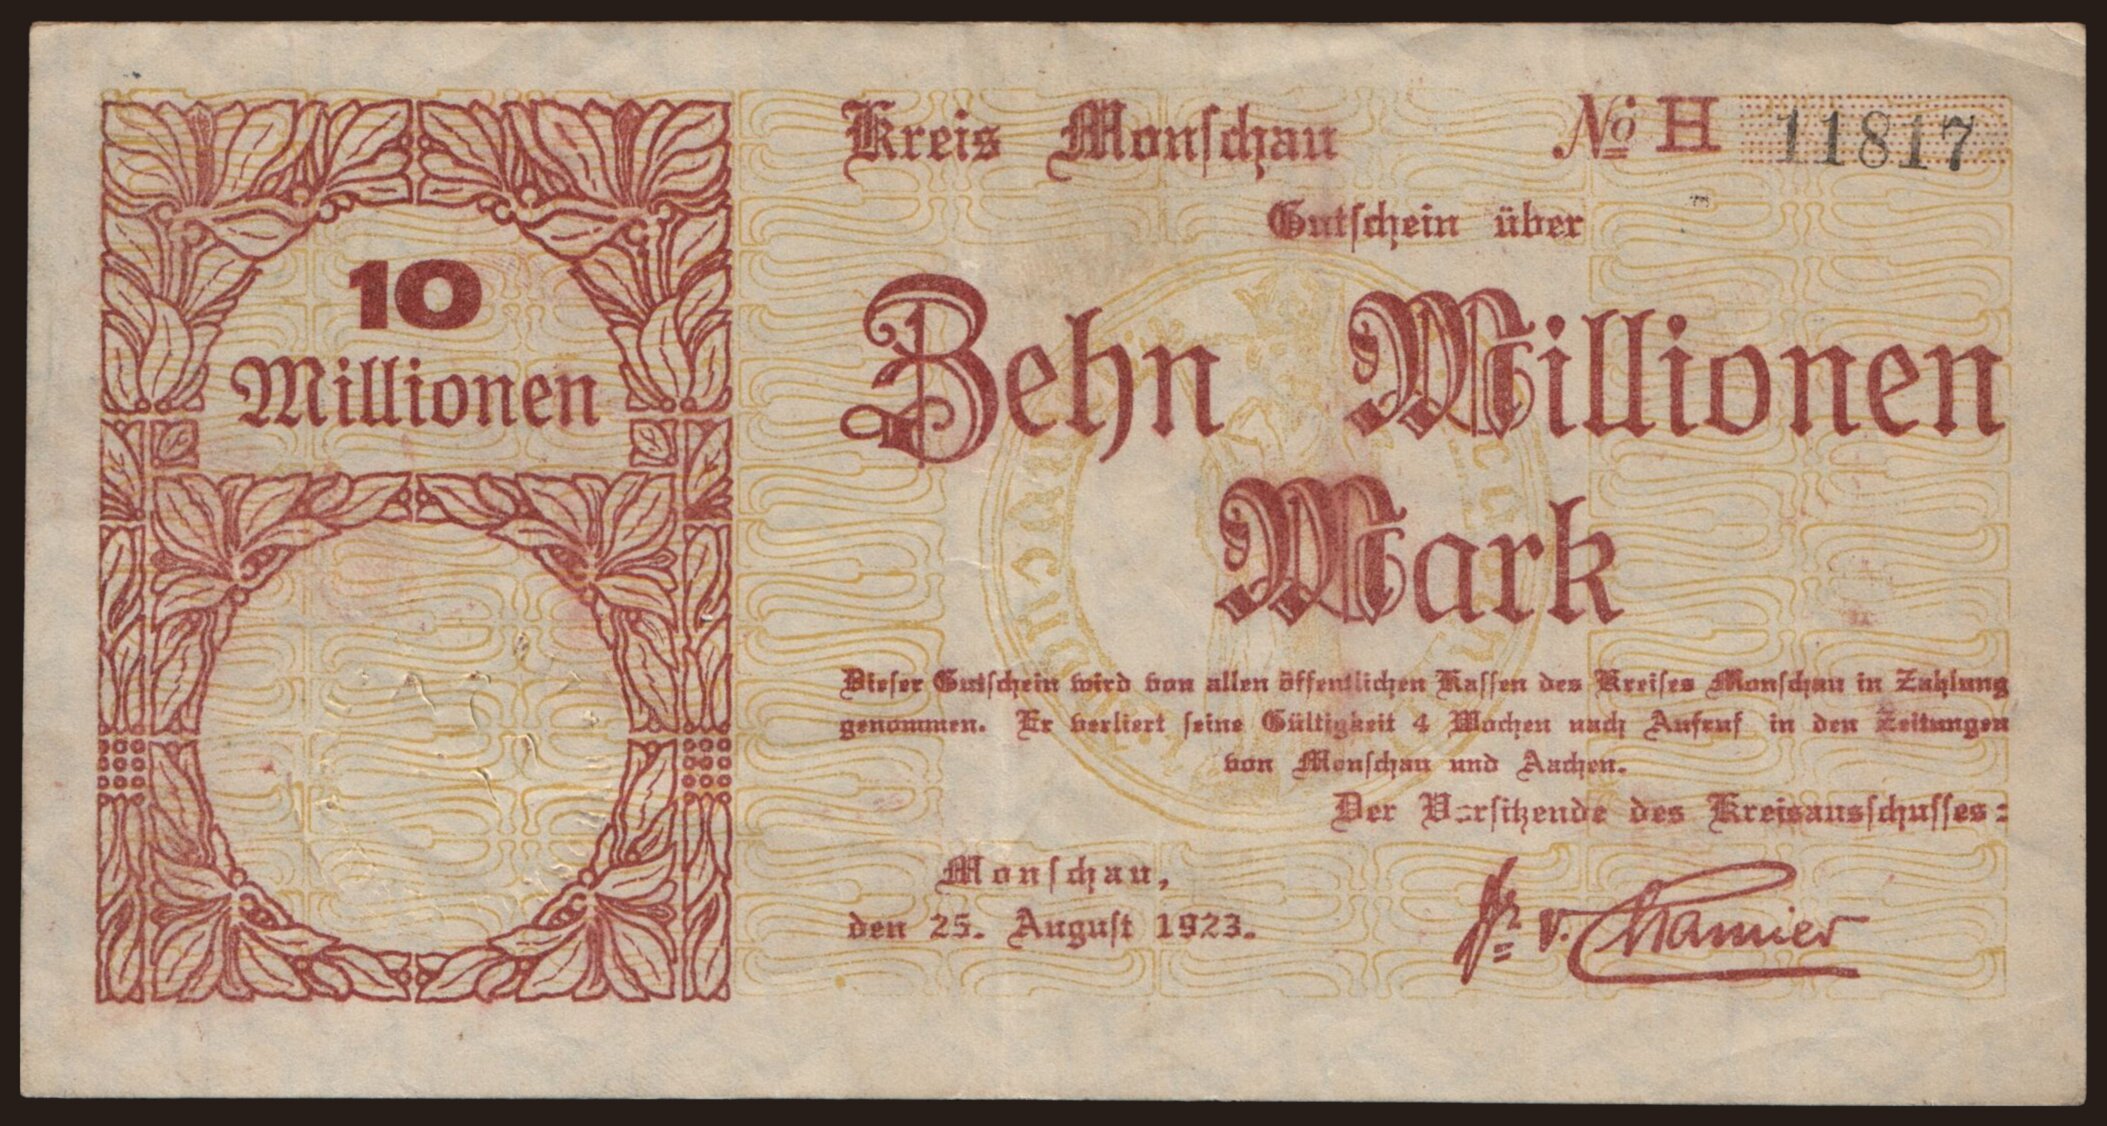 Kreis Monschau
No H 11817
Gutschein über
10
Millionen
Zehn Millionen
Mark
Dieser Gutschein wird von allen öffentlichen Kassen des Kreises Monschau in Zahlung
genommen. Er verliert seine Gültigkeit 4 Wochen nach Aufruf in den Zeitungen
von Monschau und Aachen.
Der Vorsitzende des Kreisausschusses:
Monschau,
den 25. August 1923.